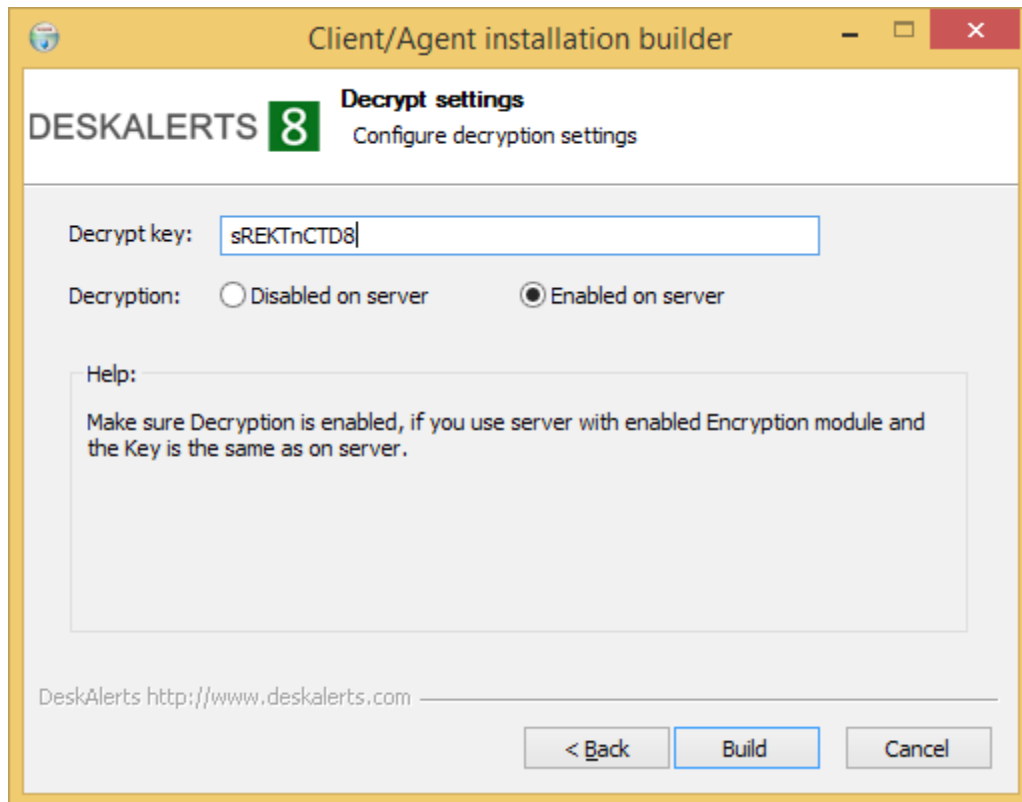 Client/Agent installation builder
DESKALERTS 8
Decrypt settings
Configure decryption settings
Decrypt key: sREKTnCTD8
Decryption: Disabled on server Enabled on server
Help:
Make sure Decryption is enabled, if you use server with enabled Encryption module and
the Key is the same as on server.
DeskAlerts http://www.deskalerts.com
< Back Build Cancel